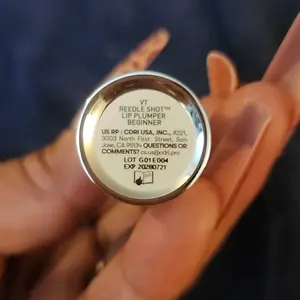 VT
REEDLE SHOT™
LIP PLUMPER
BEGINNER
US RP : CDRI USA, INC., #221,
3003 North First Street, San
Jose, CA 95134 QUESTIONS OR
COMMENTS? cs.us@cdri.pro
LOT G01E004
EXP 20280721